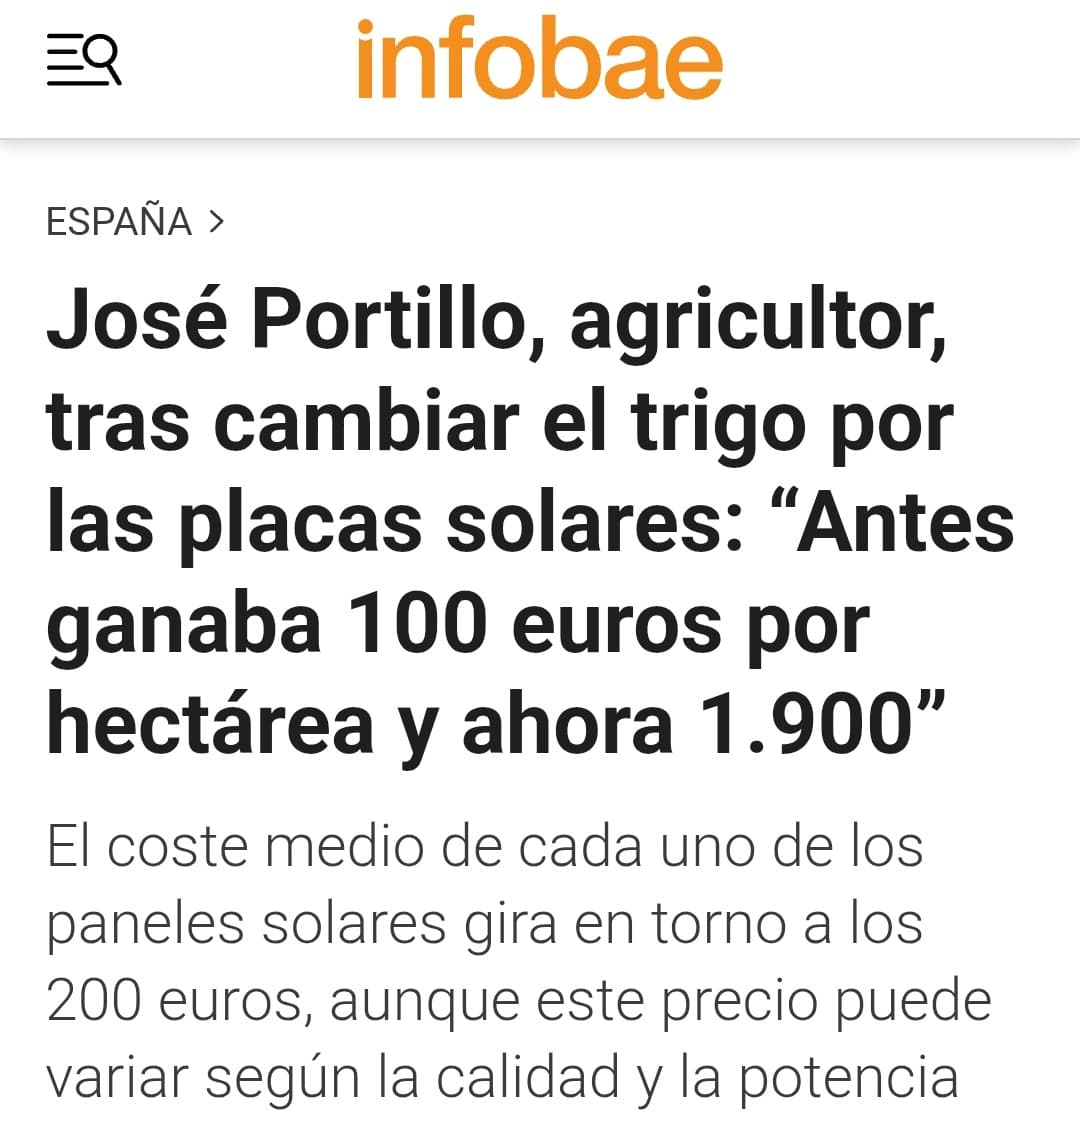 infobae
ESPAÑA >
José Portillo, agricultor,
tras cambiar el trigo por
las placas solares: “Antes
ganaba 100 euros por
hectárea y ahora 1.900”
El coste medio de cada uno de los
paneles solares gira en torno a los
200 euros, aunque este precio puede
variar según la calidad y la potencia